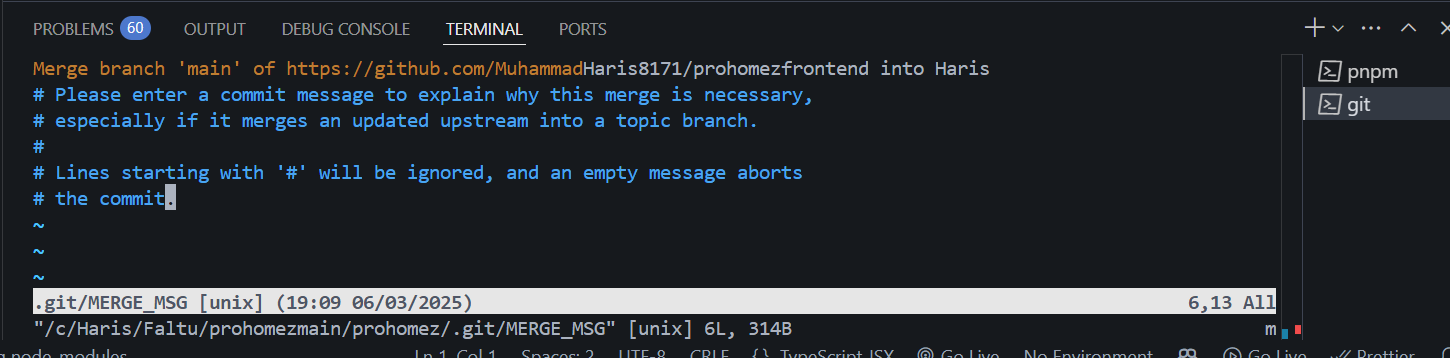 PROBLEMS 60 OUTPUT DEBUG CONSOLE TERMINAL PORTS
Merge branch 'main' of https://github.com/MuhammadHaris8171/prohomezfrontend into Haris
# Please enter a commit message to explain why this merge is necessary,
# especially if it merges an updated upstream into a topic branch.
#
# Lines starting with '#' will be ignored, and an empty message aborts
# the commit.
~
~
~
.git/MERGE_MSG [unix] (19:09 06/03/2025) 6,13 All
"/c/Haris/Faltu/prohomezmain/prohomez/.git/MERGE_MSG" [unix] 6L, 314B m
pnpm
git
node_modules Ln 1, Col 1 Spaces: 2 UTF-8 CRLF {} TypeScript JSX Go Live No Environment Go Live Prettier